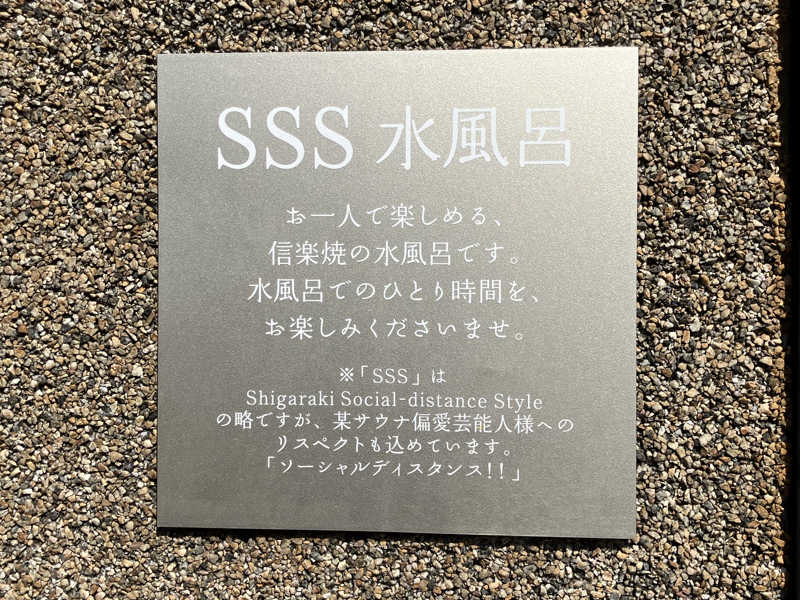 SSS 水風呂
お一人で楽しめる、
信楽焼の水風呂です。
水風呂でのひとり時間を、
お楽しみくださいませ。
※「SSS」は
Shigaraki Social-distance Style
の略ですが、某サウナ偏愛芸能人様への
リスペクトも込めています。
「ソーシャルディスタンス!!」